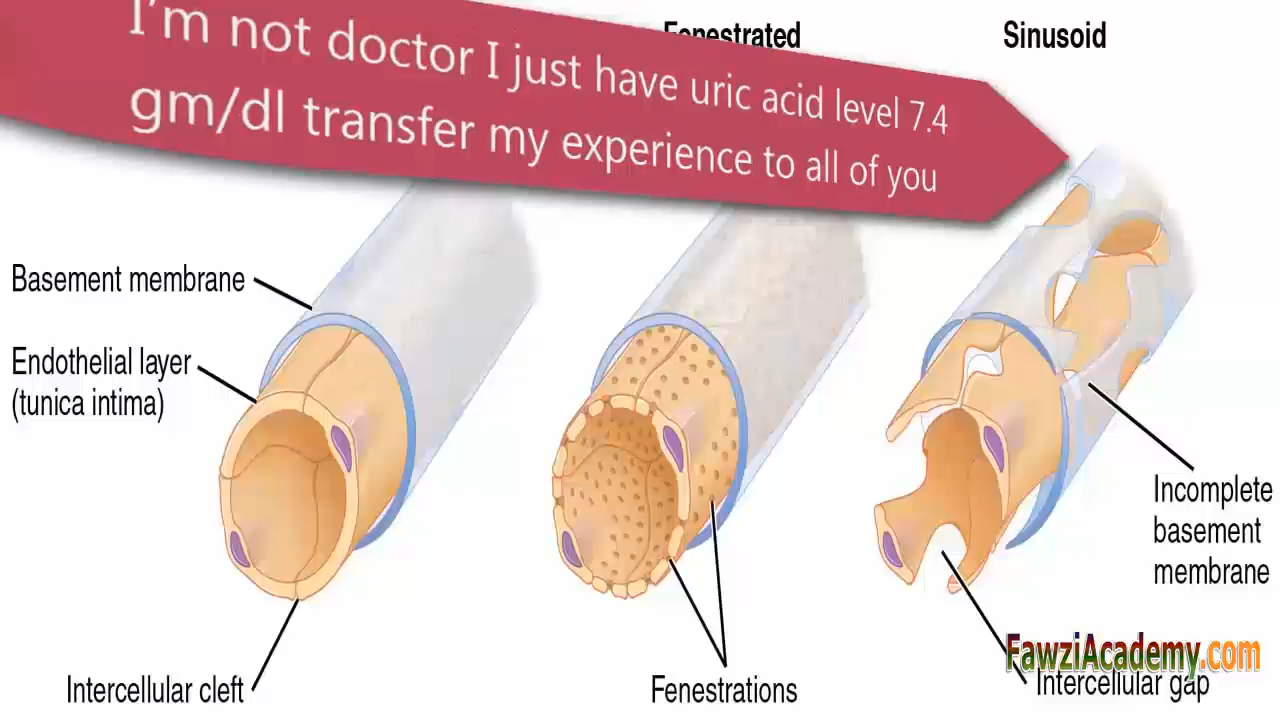 I'm not doctor I just have uric acid level 7.4
gm/dl transfer my experience to all of you
Fenestrated
Sinusoid
Basement membrane
Endothelial layer
(tunica intima)
Incomplete
basement
membrane
FawziAcademy.com
Intercellular cleft
Fenestrations
Intercellular gap